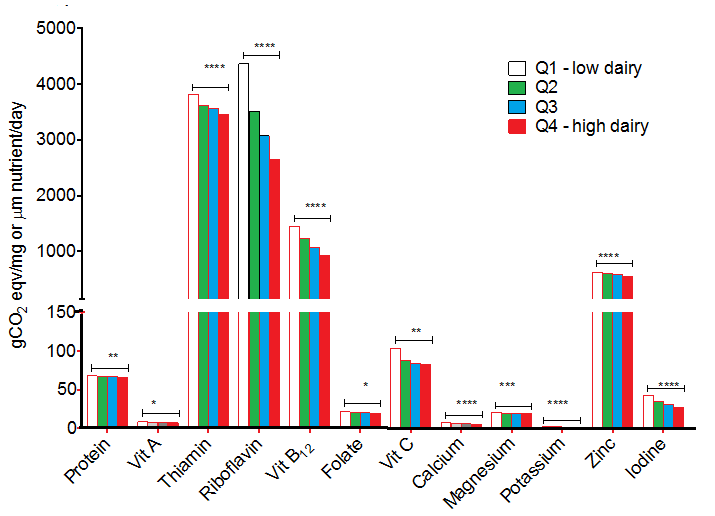 gCO2 eqv/mg or µm nutrient/day
5000
4000
3000
2000
1000
150
100
50
0
Q1 - low dairy
Q2
Q3
Q4 - high dairy
**
*
****
****
****
*
**
****
***
****
****
****
Protein
Vit A
Thiamin
Riboflavin
Vit B12
Folate
Vit C
Calcium
Magnesium
Potassium
Zinc
Iodine